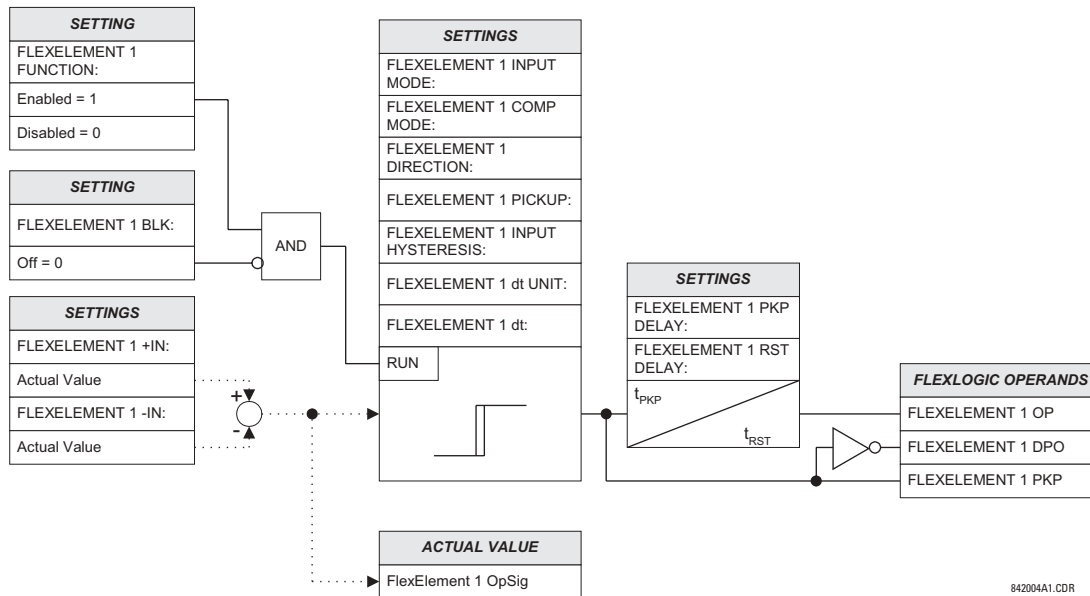 SETTING
FLEXELEMENT 1
FUNCTION:
Enabled = 1
Disabled = 0
SETTING
FLEXELEMENT 1 BLK:
Off = 0
SETTINGS
FLEXELEMENT 1 +IN:
Actual Value
FLEXELEMENT 1 -IN:
Actual Value
AND
+
-
SETTINGS
FLEXELEMENT 1 INPUT
MODE:
FLEXELEMENT 1 COMP
MODE:
FLEXELEMENT 1
DIRECTION:
FLEXELEMENT 1 PICKUP:
FLEXELEMENT 1 INPUT
HYSTERESIS:
FLEXELEMENT 1 dt UNIT:
FLEXELEMENT 1 dt:
RUN
ACTUAL VALUE
FlexElement 1 OpSig
SETTINGS
FLEXELEMENT 1 PKP
DELAY:
FLEXELEMENT 1 RST
DELAY:
tPKP
tRST
FLEXLOGIC OPERANDS
FLEXELEMENT 1 OP
FLEXELEMENT 1 DPO
FLEXELEMENT 1 PKP
842004A1.CDR